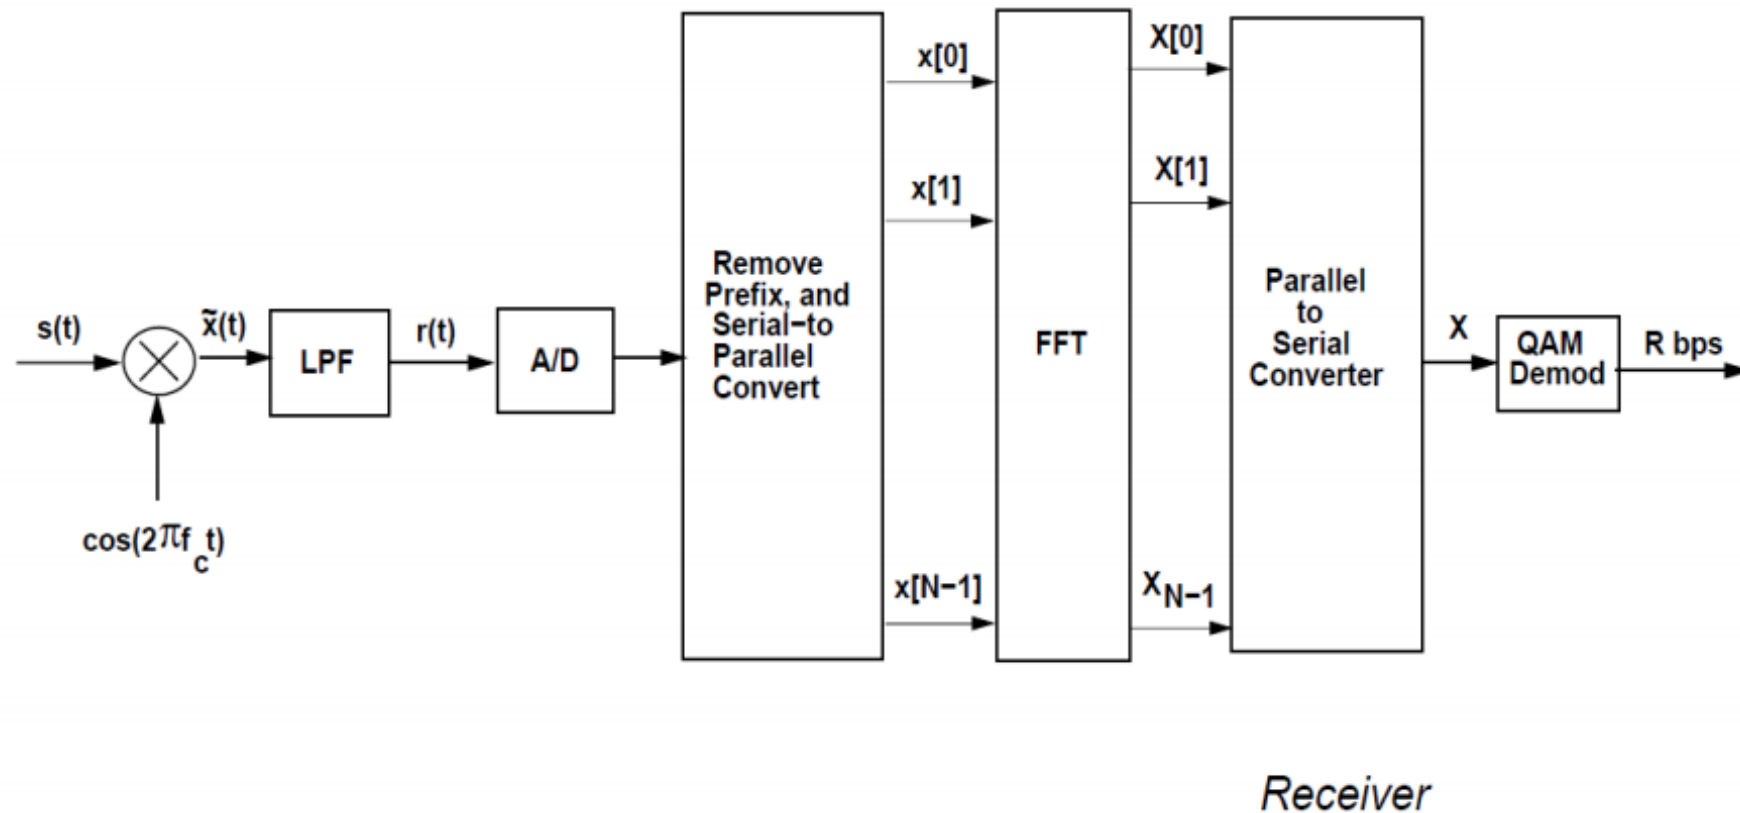 s(t)
x̃(t)
cos(2πf
c
t)
LPF
r(t)
A/D
Remove
Prefix, and
Serial-to
Parallel
Convert
x[0]
x[1]
x[N-1]
FFT
X[0]
X[1]
X_N-1
Parallel
to
Serial
Converter
X
QAM
Demod
R bps
Receiver